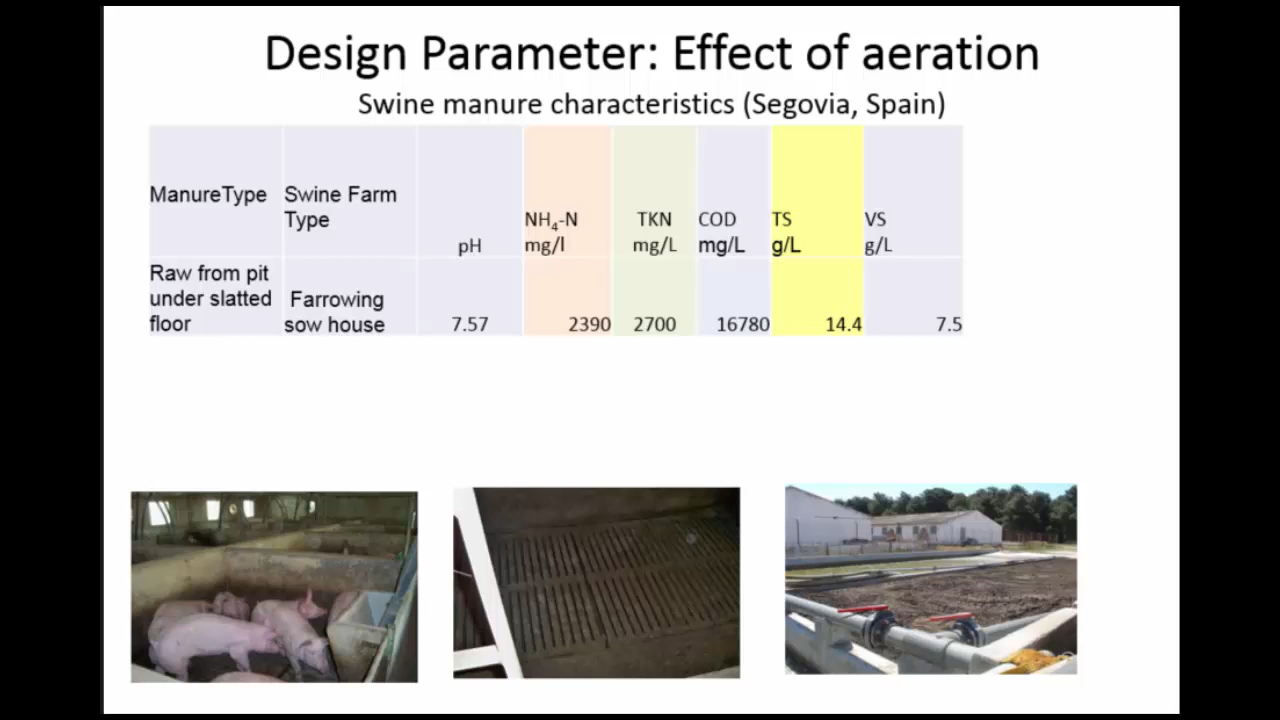 Design Parameter: Effect of aeration
Swine manure characteristics (Segovia, Spain)
ManureType
Swine Farm
Type
pH
NH₄-N
mg/l
TKN
mg/L
COD
mg/L
TS
g/L
VS
g/L
Raw from pit
under slatted
floor
Farrowing
sow house
7.57
2390
2700
16780
14.4
7.5